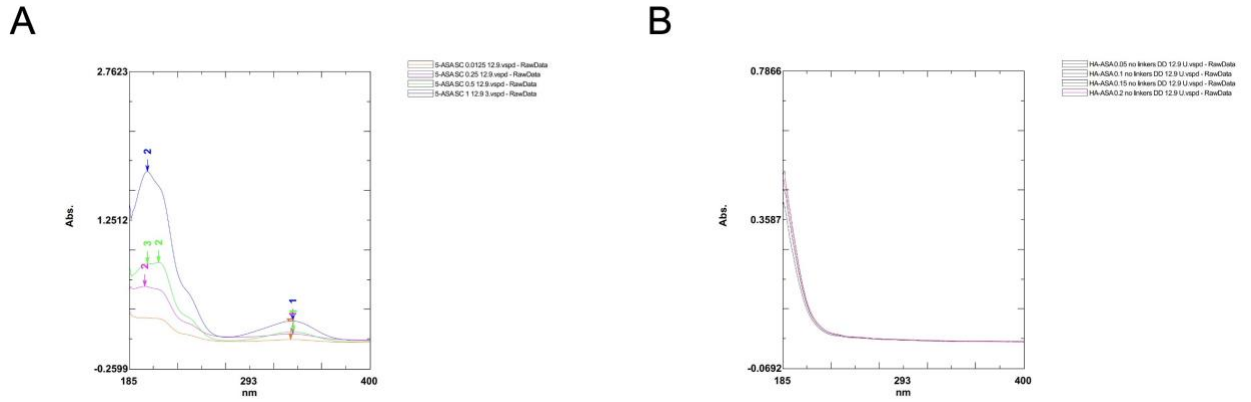 A
B
5-ASA SC 0.0125 12.9.vspd - RawData
5-ASA SC 0.25 12.9.vspd - RawData
5-ASA SC 0.5 12.9.vspd - RawData
5-ASA SC 1 12.9 3.vspd - RawData
2.7623
1.2512
-0.2599
Abs.
2
3 2
2
1
185 293 400
nm
HA-ASA 0.05 no linkers DD 12.9 U.vspd - RawData
HA-ASA 0.1 no linkers DD 12.9 U.vspd - RawData
HA-ASA 0.15 no linkers DD 12.9 U.vspd - RawData
HA-ASA 0.2 no linkers DD 12.9 U.vspd - RawData
0.7866
0.3587
-0.0692
Abs.
185 293 400
nm